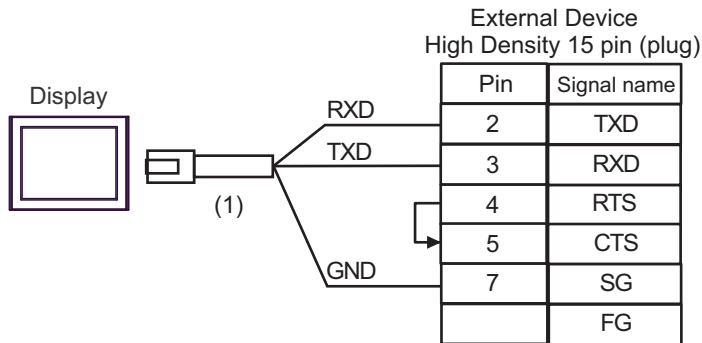 External Device
High Density 15 pin (plug)
Display
(1)
RXD
TXD
GND
Pin Signal name
2 TXD
3 RXD
4 RTS
5 CTS
7 SG
FG